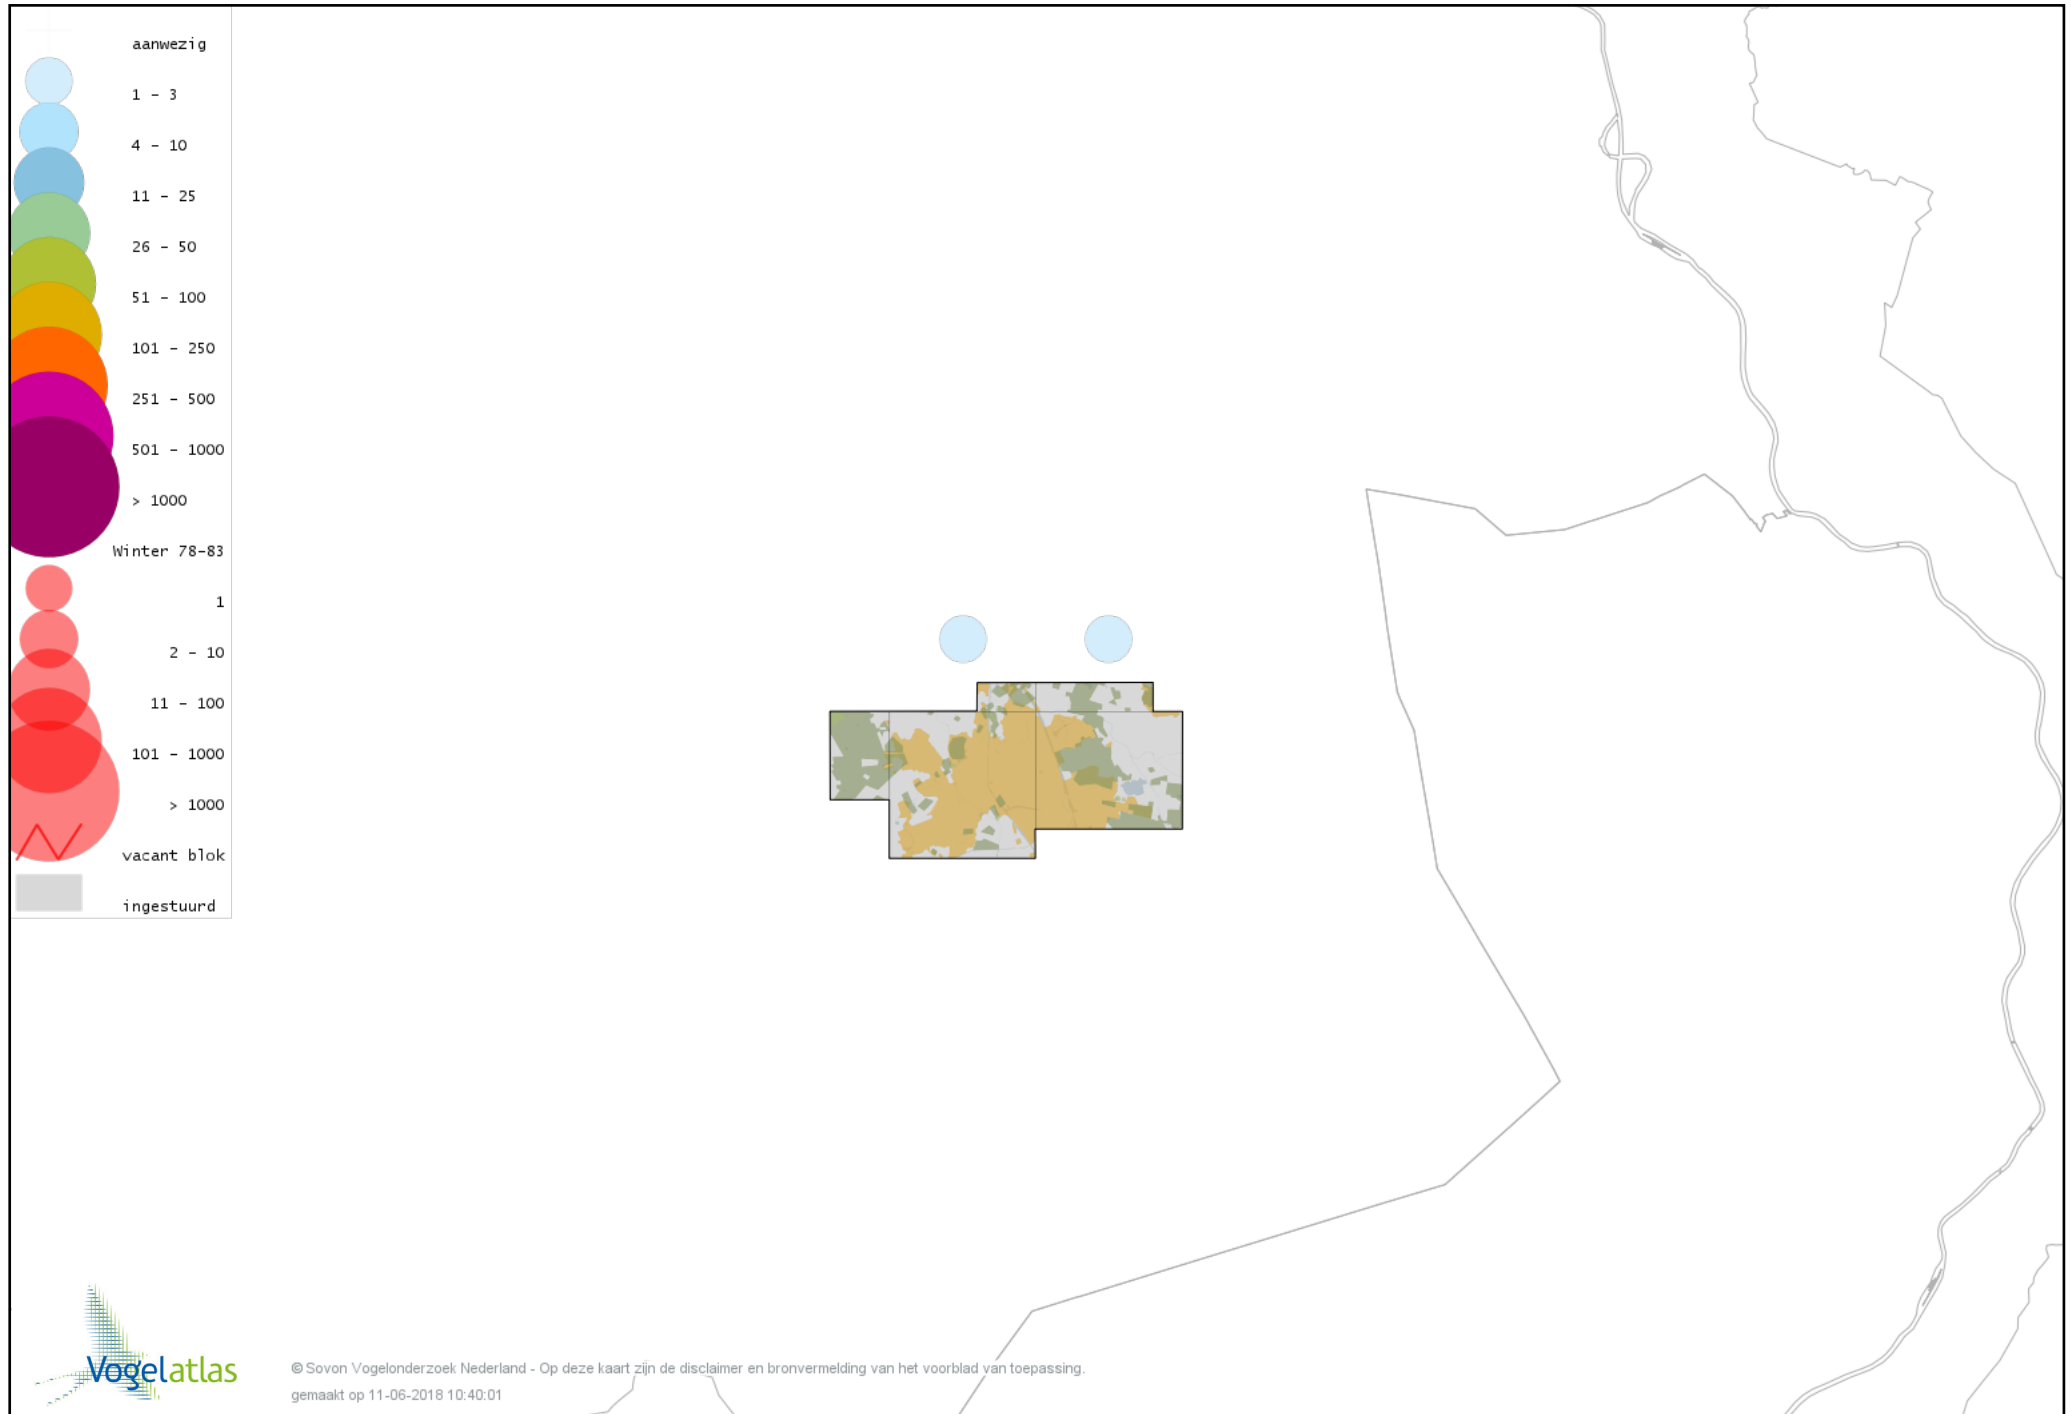 aanwezig
1 – 3
4 – 10
11 – 25
26 – 50
51 – 100
101 – 250
251 – 500
501 – 1000
> 1000
Winter 78–83
1
2 – 10
11 – 100
101 – 1000
> 1000
vacant blok
ingestuurd
Vogelatlas
© Sovon Vogelonderzoek Nederland - Op deze kaart zijn de disclaimer en bronvermelding van het voorblad van toepassing.
gemaakt op 11-06-2018 10:40:01